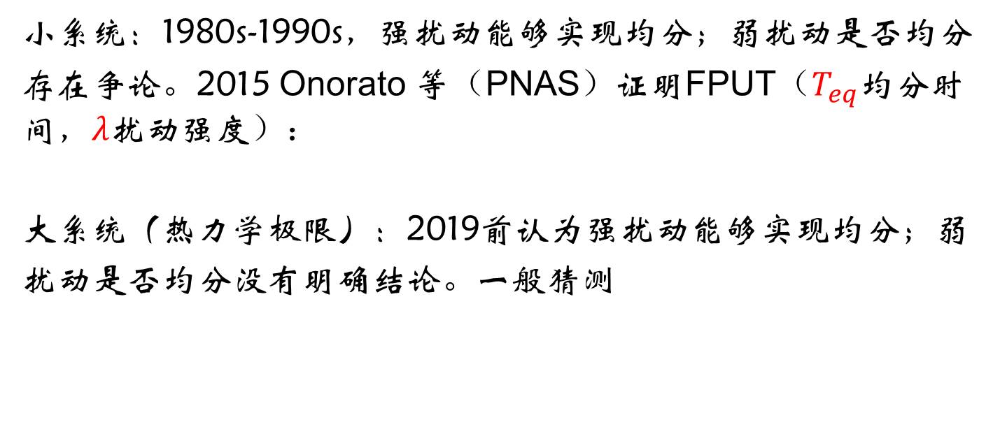 小系统：1980s-1990s，强扰动能够实现均分；弱扰动是否均分
存在争论。2015 Onorato 等（PNAS）证明FPUT（T_eq均分时
间，λ扰动强度）：
大系统（热力学极限）：2019前认为强扰动能够实现均分；弱
扰动是否均分没有明确结论。一般猜测